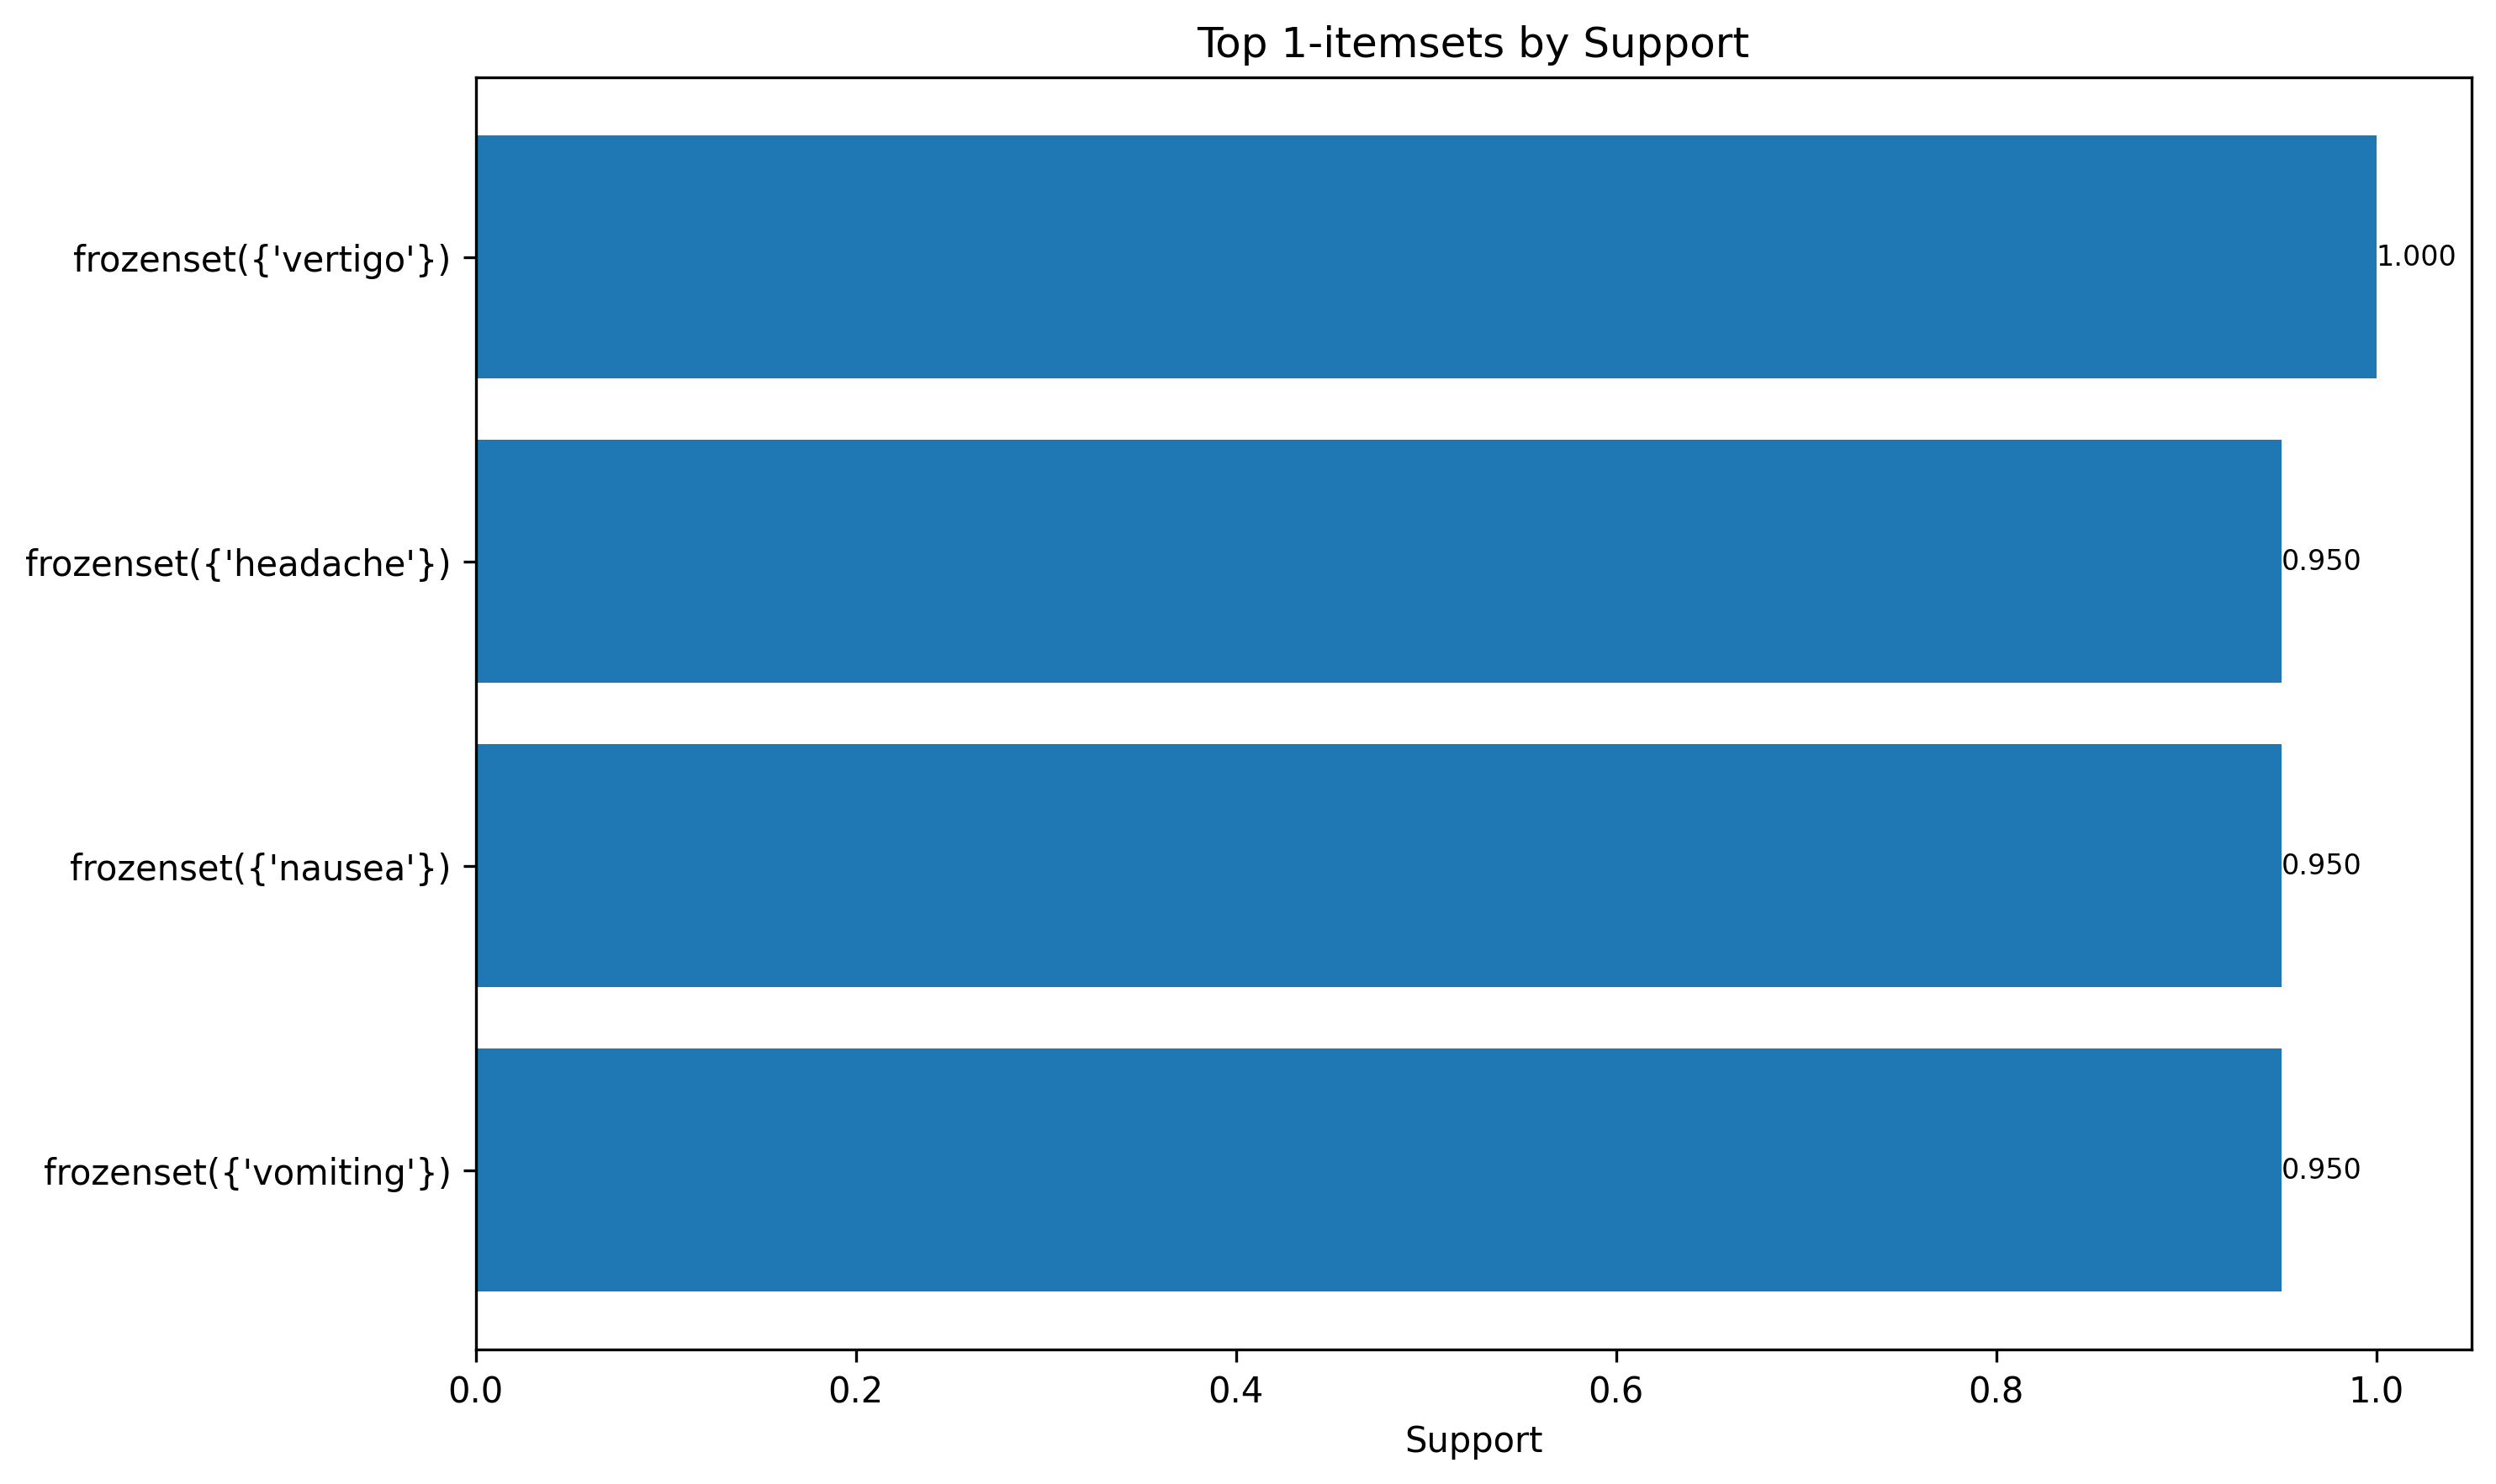 Top 1-itemsets by Support
frozenset({'vertigo'})
1.000
frozenset({'headache'})
0.950
frozenset({'nausea'})
0.950
frozenset({'vomiting'})
0.950
0.0 0.2 0.4 0.6 0.8 1.0
Support